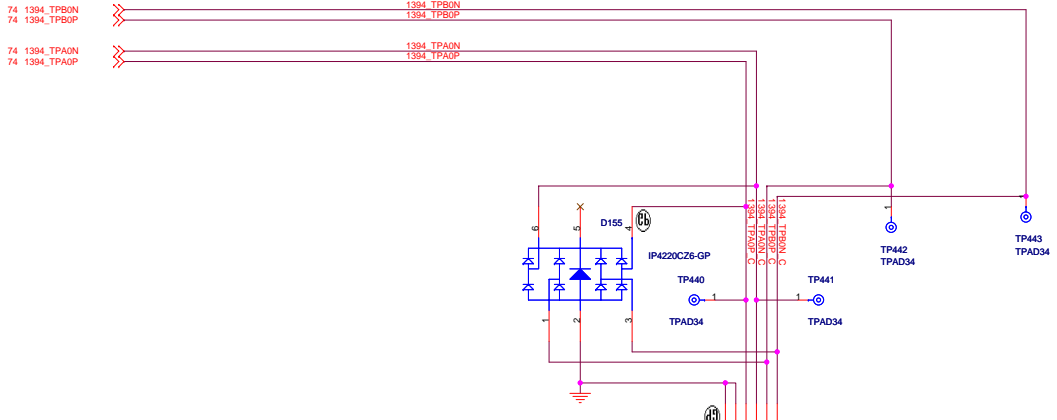 1394_TPB0N
74 1394_TPB0N
1394_TPB0P
74 1394_TPB0P
1394_TPA0N
74 1394_TPA0N
1394_TPA0P
74 1394_TPA0P
1394_TPA0P_C
1394_TPA0N_C
1394_TPB0P_C
1394_TPB0N_C
1
1
6
5
D155
4
TP442
TPAD34
TP443
TPAD34
IP4220CZ6-GP
TP440
1
TPAD34
TP441
1
TPAD34
1
2
3